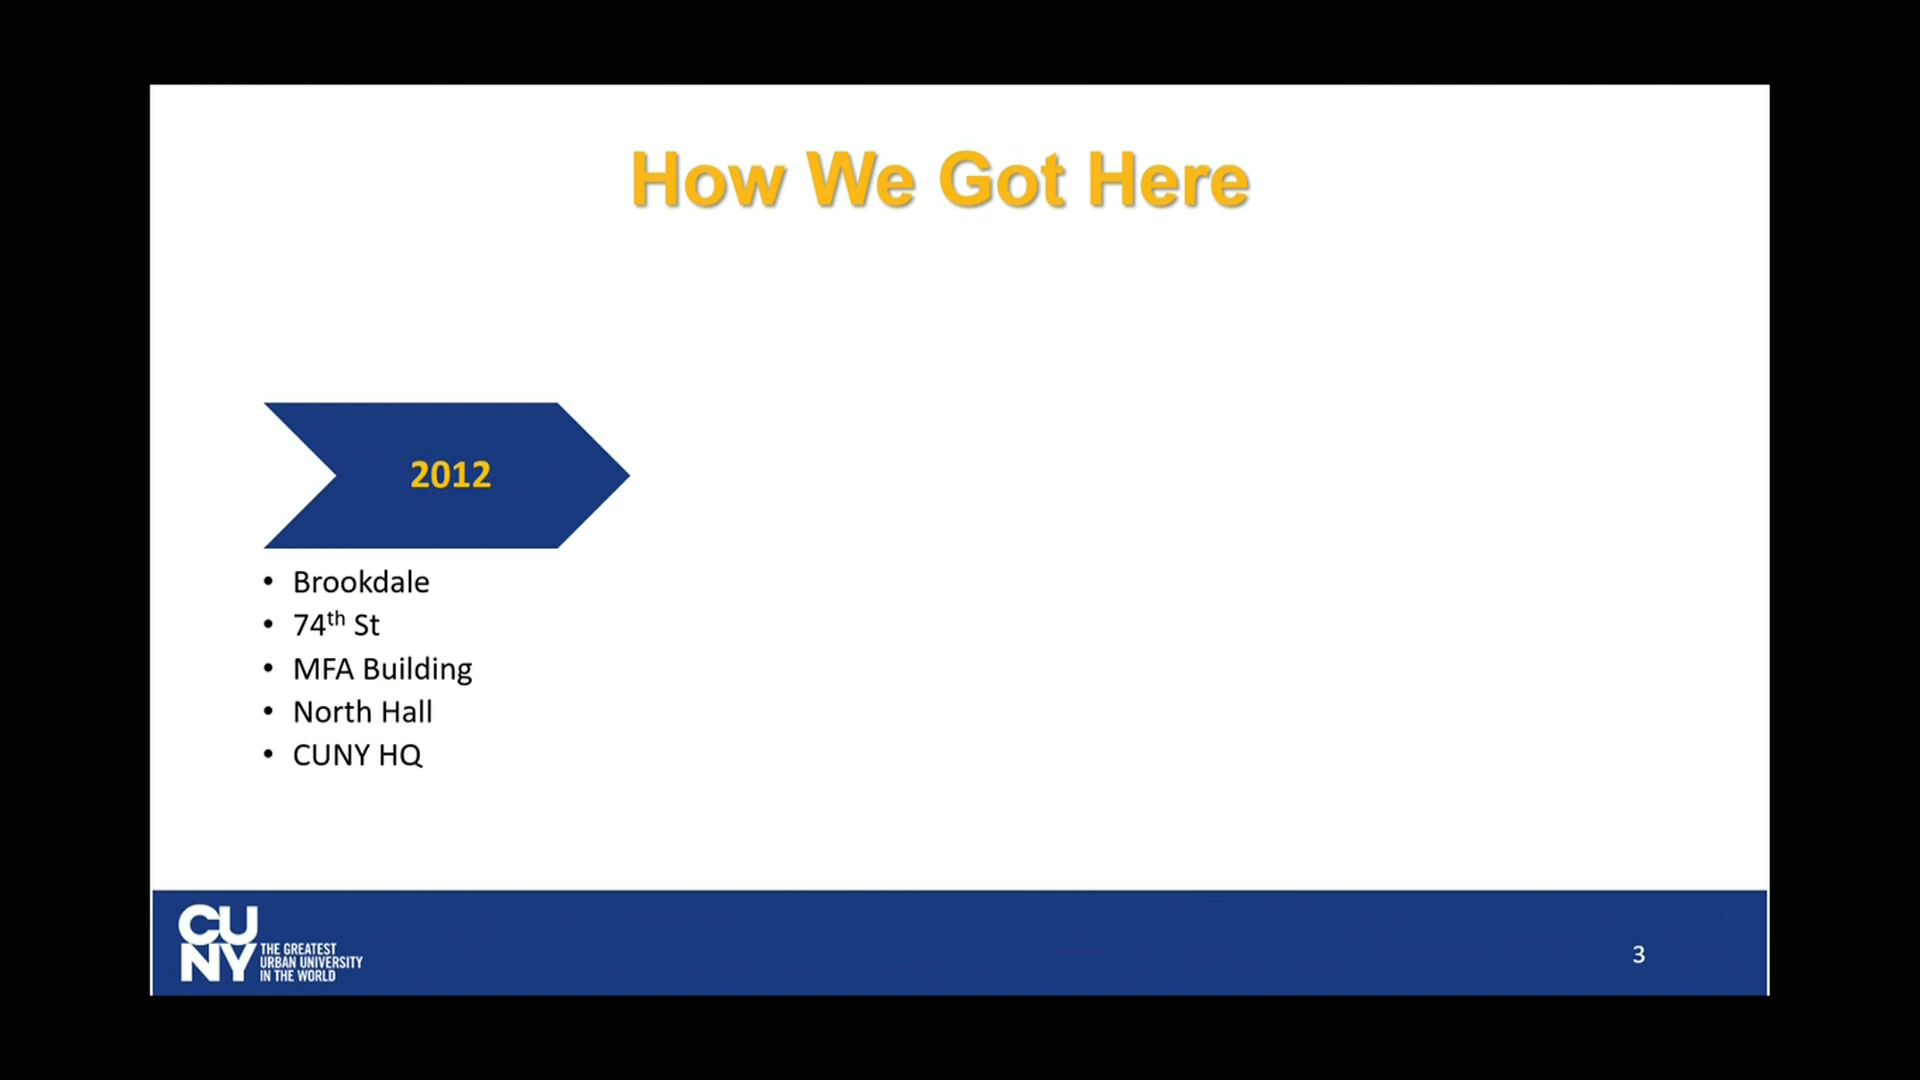 How We Got Here
2012
• Brookdale
• 74th St
• MFA Building
• North Hall
• CUNY HQ
CU
NY
THE GREATEST
URBAN UNIVERSITY
IN THE WORLD
3